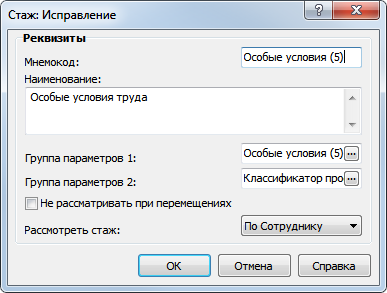 Стаж: Исправление
Реквизиты
Мнемокод: Особые условия (5)
Наименование:
Особые условия труда
Группа параметров 1: Особые условия (5) ...
Группа параметров 2: Классификатор про ...
Не рассматривать при перемещениях
Рассмотреть стаж: По Сотруднику
ОК Отмена Справка